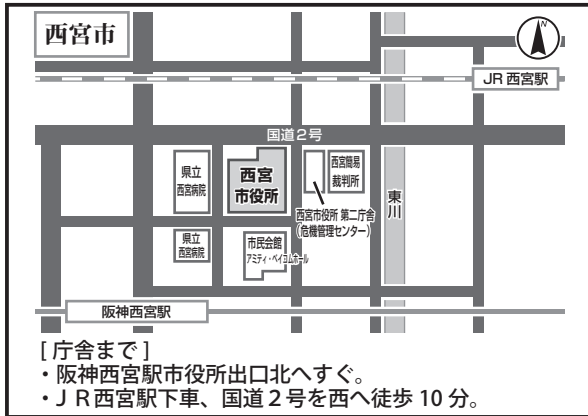 西宮市
N
JR 西宮駅
国道2号
県立
西宮病院
西宮
市役所
西宮簡易
裁判所
西宮市役所 第二庁舎
(危機管理センター)
東川
県立
西宮病院
市民会館
アミティ・ベイコムホール
阪神西宮駅
[ 庁舎まで ]
・阪神西宮駅市役所出口北へすぐ。
・ＪＲ西宮駅下車、国道２号を西へ徒歩 10 分。